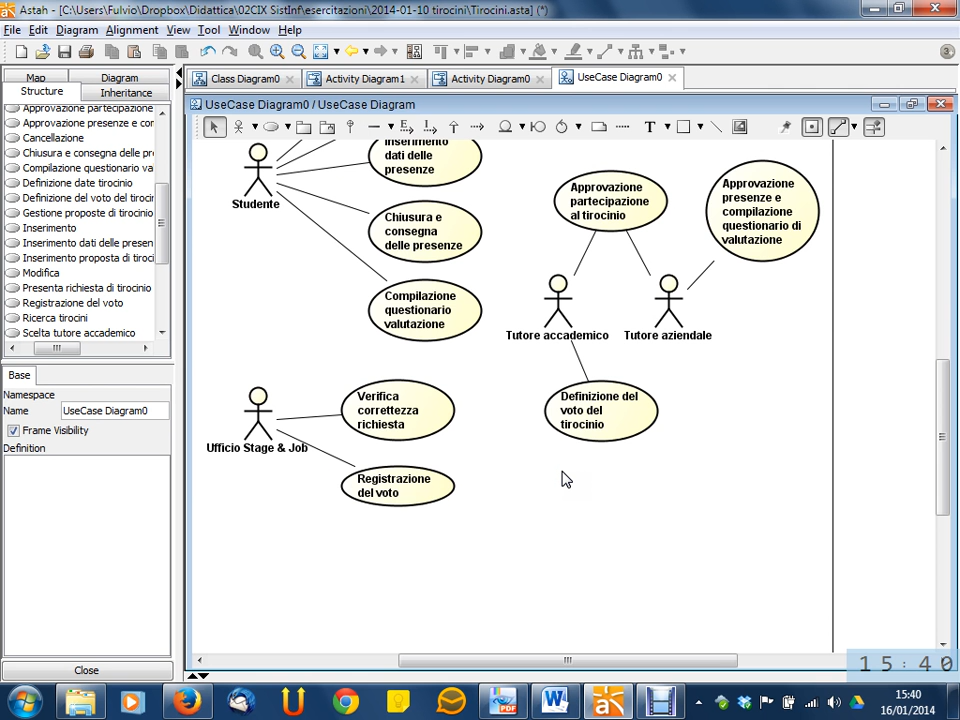 Astah - [C:\Users\Fulvio\Dropbox\Didattica\02CIX SistInf\esercitazioni\2014-01-10 tirocini\Tirocini.asta] (*)
File Edit Diagram Alignment View Tool Window Help
Map Diagram
Structure Inheritance
Approvazione partecipazione
Approvazione presenze e cor
Cancellazione
Chiusura e consegna delle pr
Compilazione questionario va
Definizione date tirocinio
Definizione del voto del tiroci
Gestione proposte di tirocinio
Inserimento
Inserimento dati delle presen
Inserimento proposta di tiroc
Modifica
Presenta richiesta di tirocinio
Registrazione del voto
Ricerca tirocini
Scelta tutore accademico
Base
Namespace
Name UseCase Diagram0
Frame Visibility
Definition
Close
Class Diagram0 Activity Diagram1 Activity Diagram0 UseCase Diagram0
UseCase Diagram0 / UseCase Diagram
T
Inserimento
dati delle
presenze
Studente
Chiusura e
consegna
delle presenze
Compilazione
questionario
valutazione
Approvazione
partecipazione
al tirocinio
Approvazione
presenze e
compilazione
questionario di
valutazione
Tutore accademico
Tutore aziendale
Definizione del
voto del
tirocinio
Verifica
correttezza
richiesta
Ufficio Stage & Job
Registrazione
del voto
15:40
15:40
16/01/2014